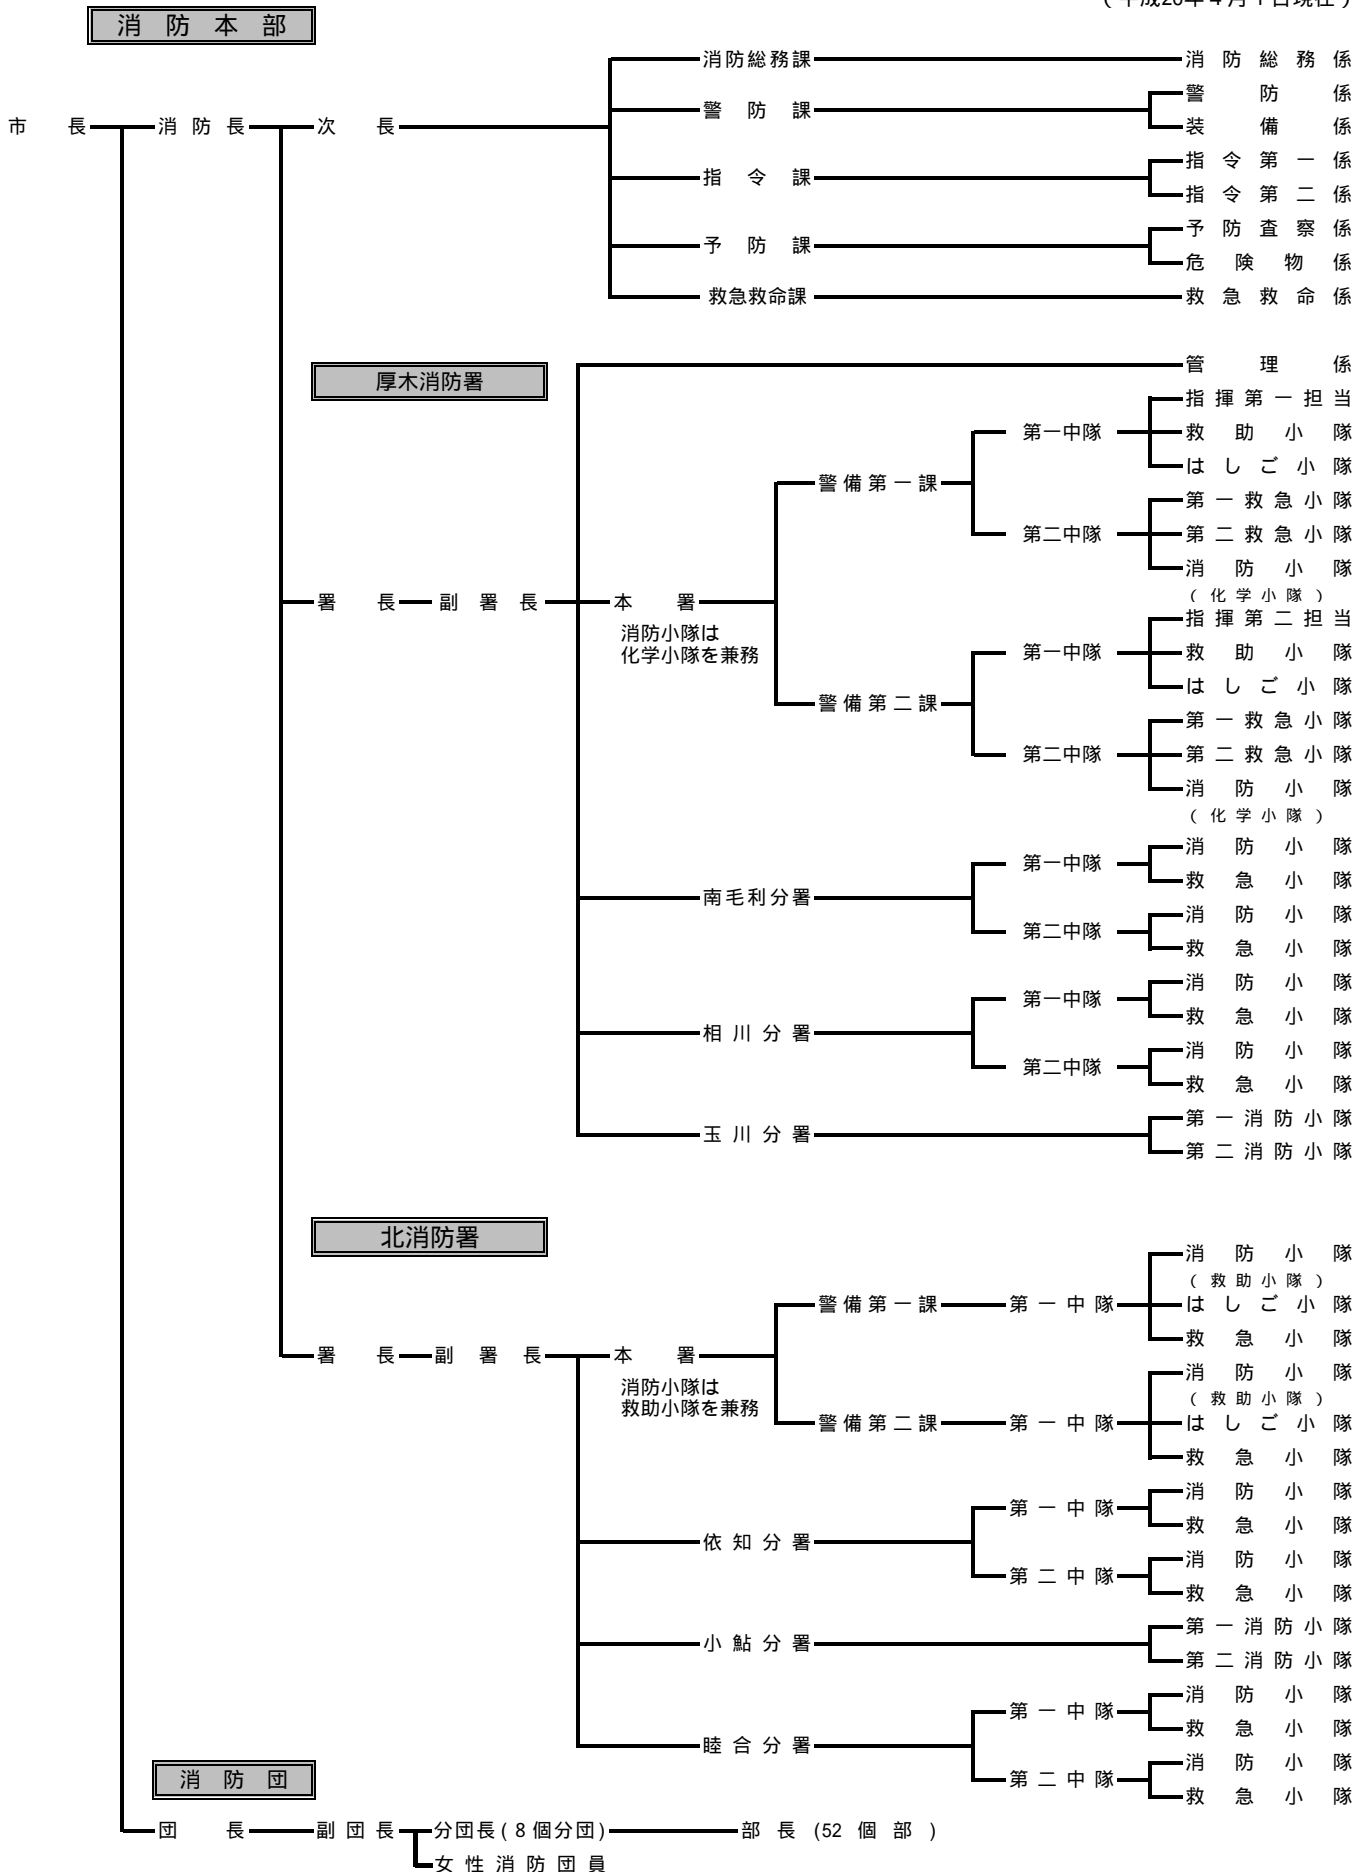 (平成26年4月1日現在)
消防本部
消防総務課 消防総務係
警防課 警防係
装備係
市長 消防長 次長
指令課 指令第一係
指令第二係
予防課 予防査察係
危険物係
救急救命課 救急救命係
厚木消防署
管理係
指揮第一担当
第一中隊 救助小隊
はしご小隊
警備第一課
第一救急小隊
第二中隊 第二救急小隊
消防小隊
(化学小隊)
署長 副署長 本署
消防小隊は
化学小隊を兼務
指揮第二担当
第一中隊 救助小隊
はしご小隊
警備第二課
第一救急小隊
第二中隊 第二救急小隊
消防小隊
(化学小隊)
消防小隊
第一中隊
救急小隊
南毛利分署
消防小隊
第二中隊
救急小隊
消防小隊
第一中隊
救急小隊
相川分署
消防小隊
第二中隊
救急小隊
第一消防小隊
玉川分署
第二消防小隊
北消防署
消防小隊
(救助小隊)
警備第一課 第一中隊 はしご小隊
救急小隊
署長 副署長 本署
消防小隊は
救助小隊を兼務
消防小隊
(救助小隊)
警備第二課 第一中隊 はしご小隊
救急小隊
消防小隊
第一中隊
救急小隊
依知分署
消防小隊
第二中隊
救急小隊
第一消防小隊
小鮎分署
第二消防小隊
消防小隊
第一中隊
救急小隊
睦合分署
消防小隊
第二中隊
救急小隊
消防団
団長 副団長 分団長(8個分団) 部長(52個部)
女性消防団員